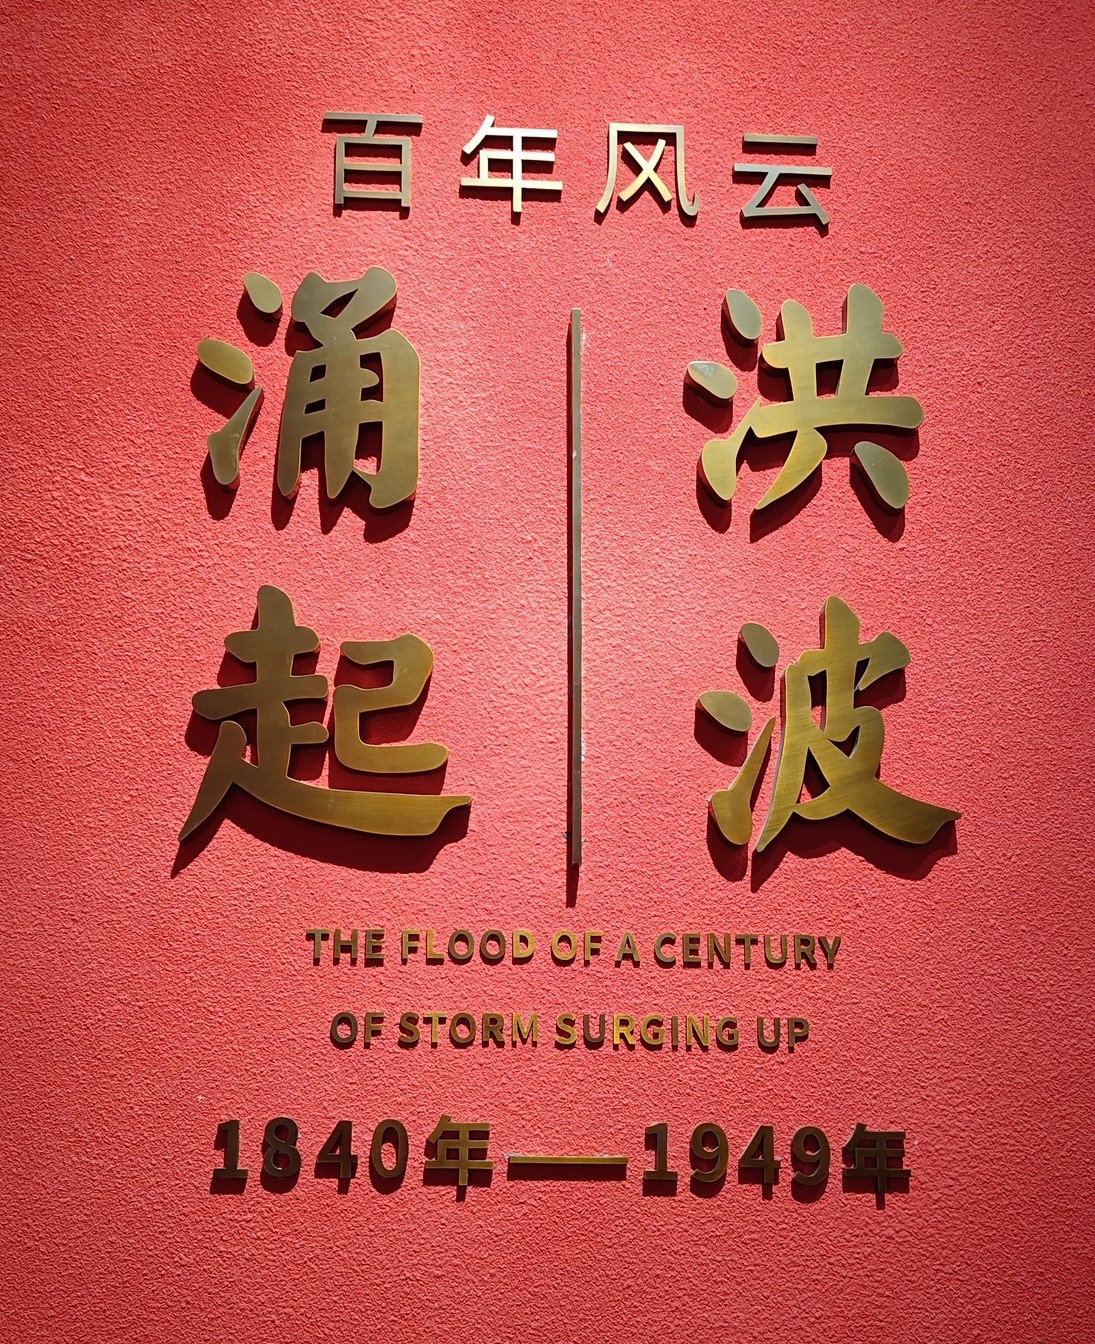 百年风云
洪波
涌起
THE FLOOD OF A CENTURY
OF STORM SURGING UP
1840年—1949年